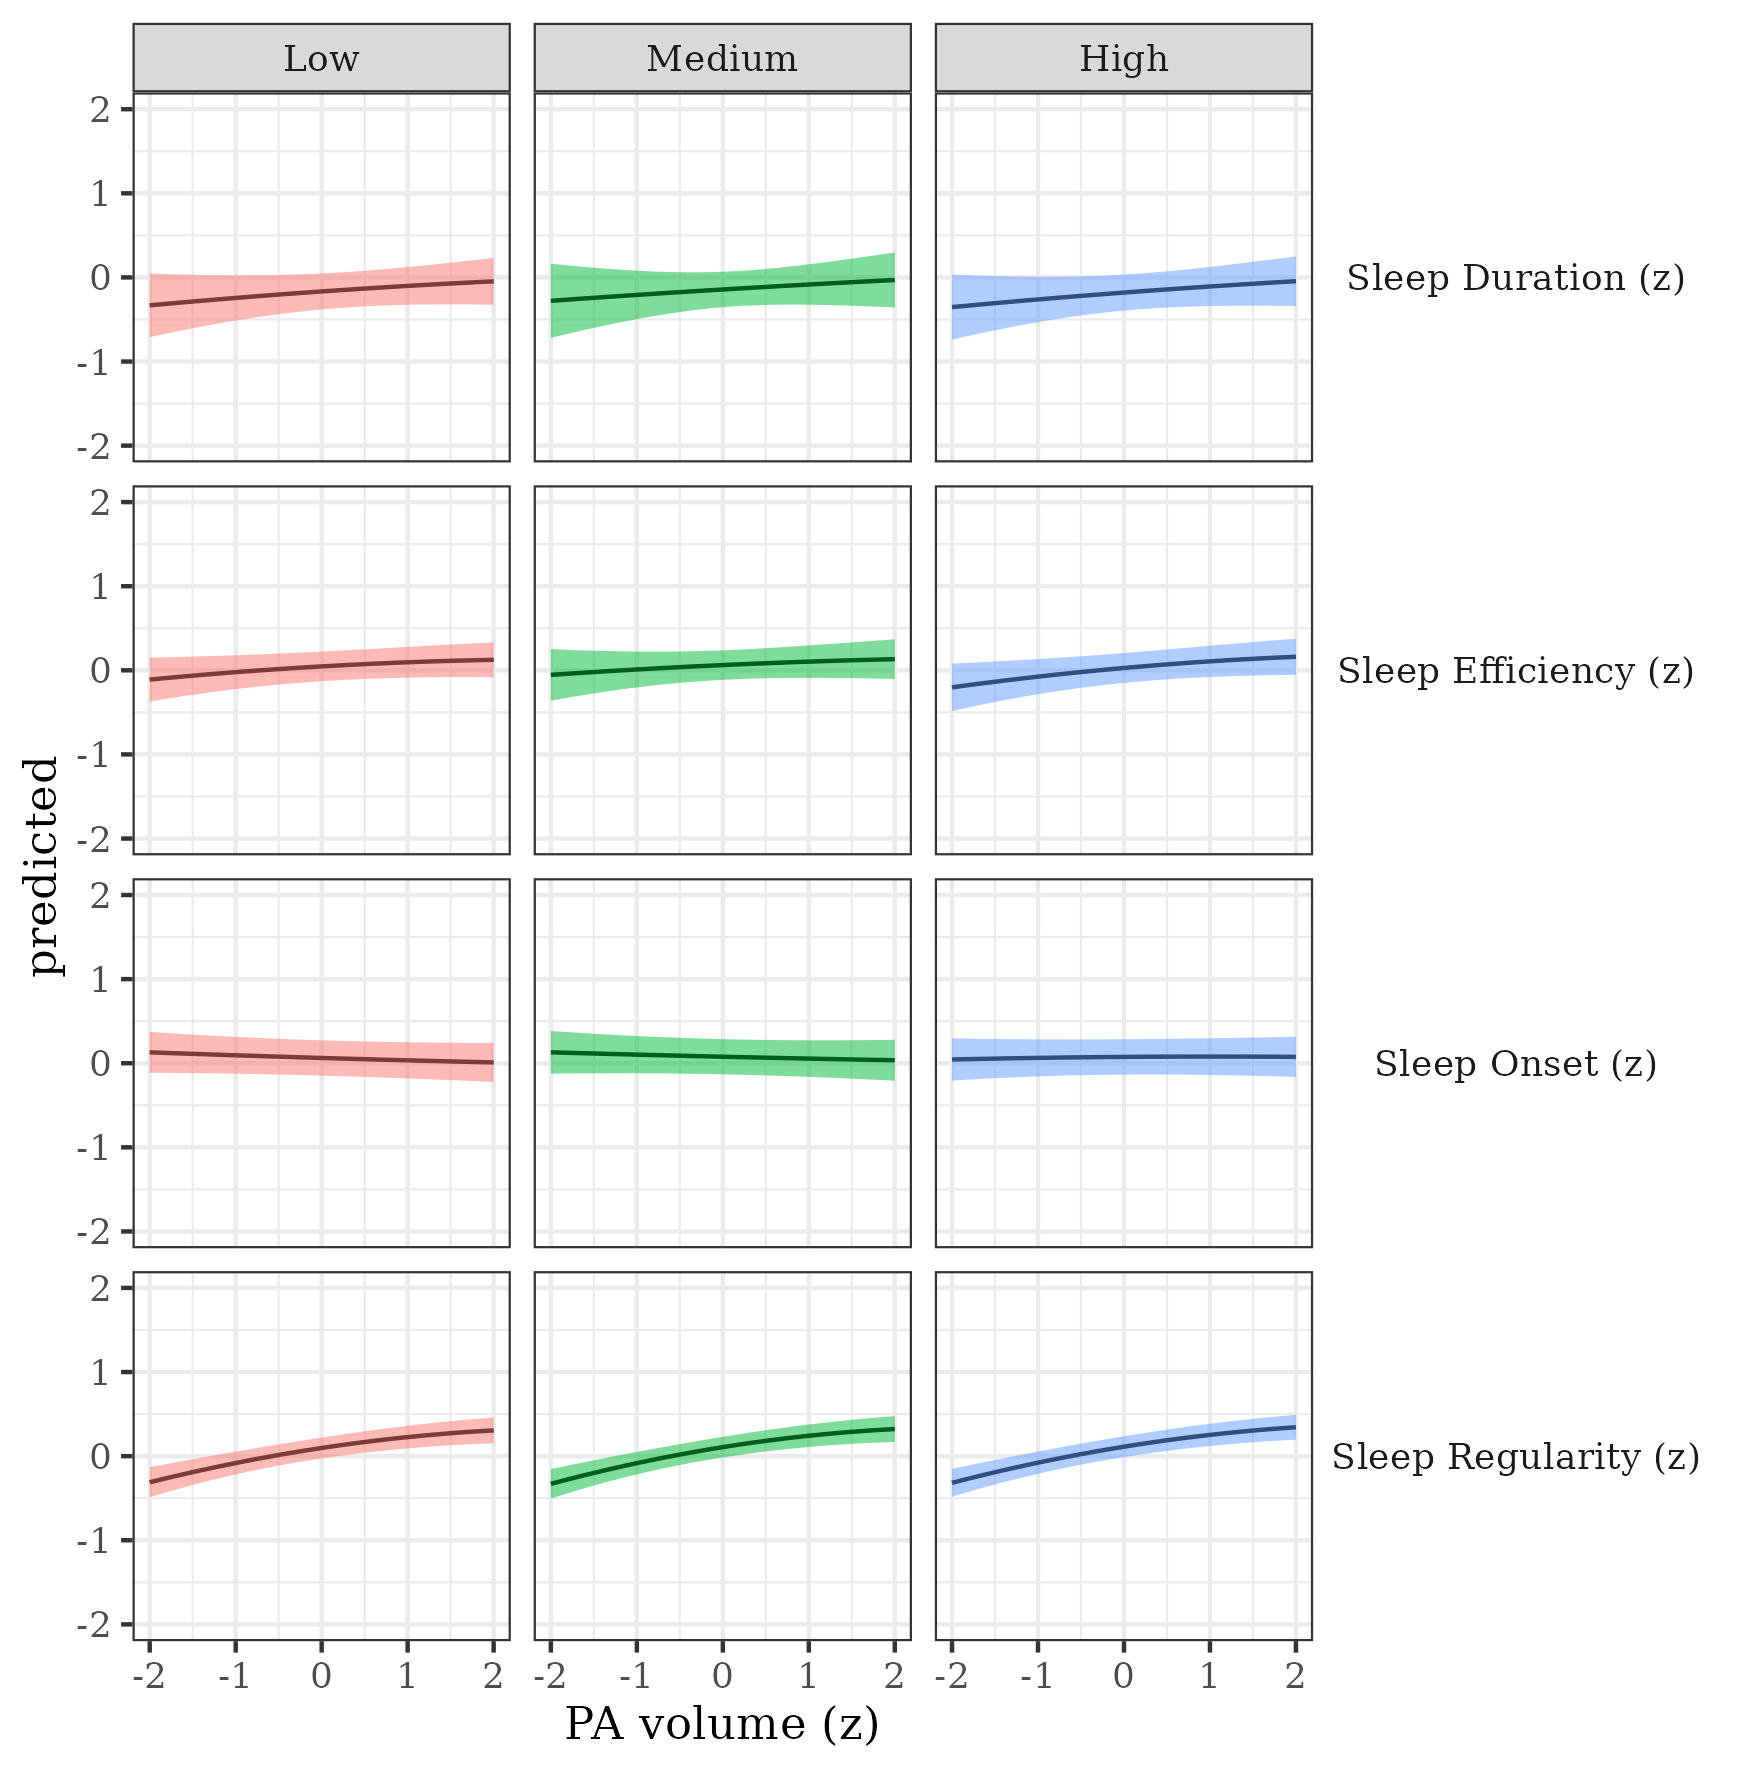 Low Medium High
2
1
0
-1
-2
Sleep Duration (z)
2
1
0
-1
-2
Sleep Efficiency (z)
predicted
2
1
0
-1
-2
Sleep Onset (z)
2
1
0
-1
-2
Sleep Regularity (z)
-2 -1 0 1 2 -2 -1 0 1 2 -2 -1 0 1 2
PA volume (z)